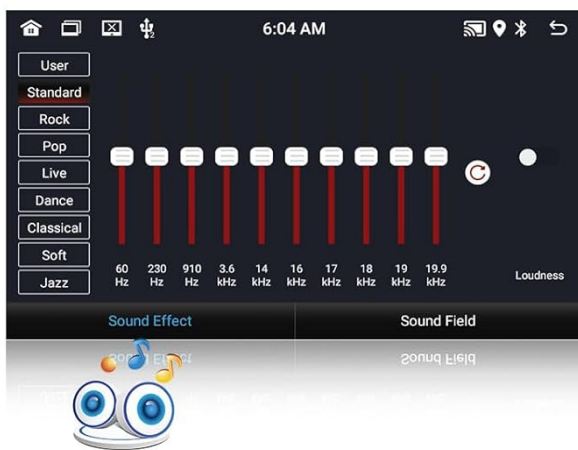 6:04 AM
2
User
Standard
Rock
Pop
Live
Dance
Classical
Soft
Jazz
60 230 910 3.6 14 16 17 18 19 19.9
Hz Hz Hz kHz kHz kHz kHz kHz kHz kHz
Loudness
Sound Effect Sound Field